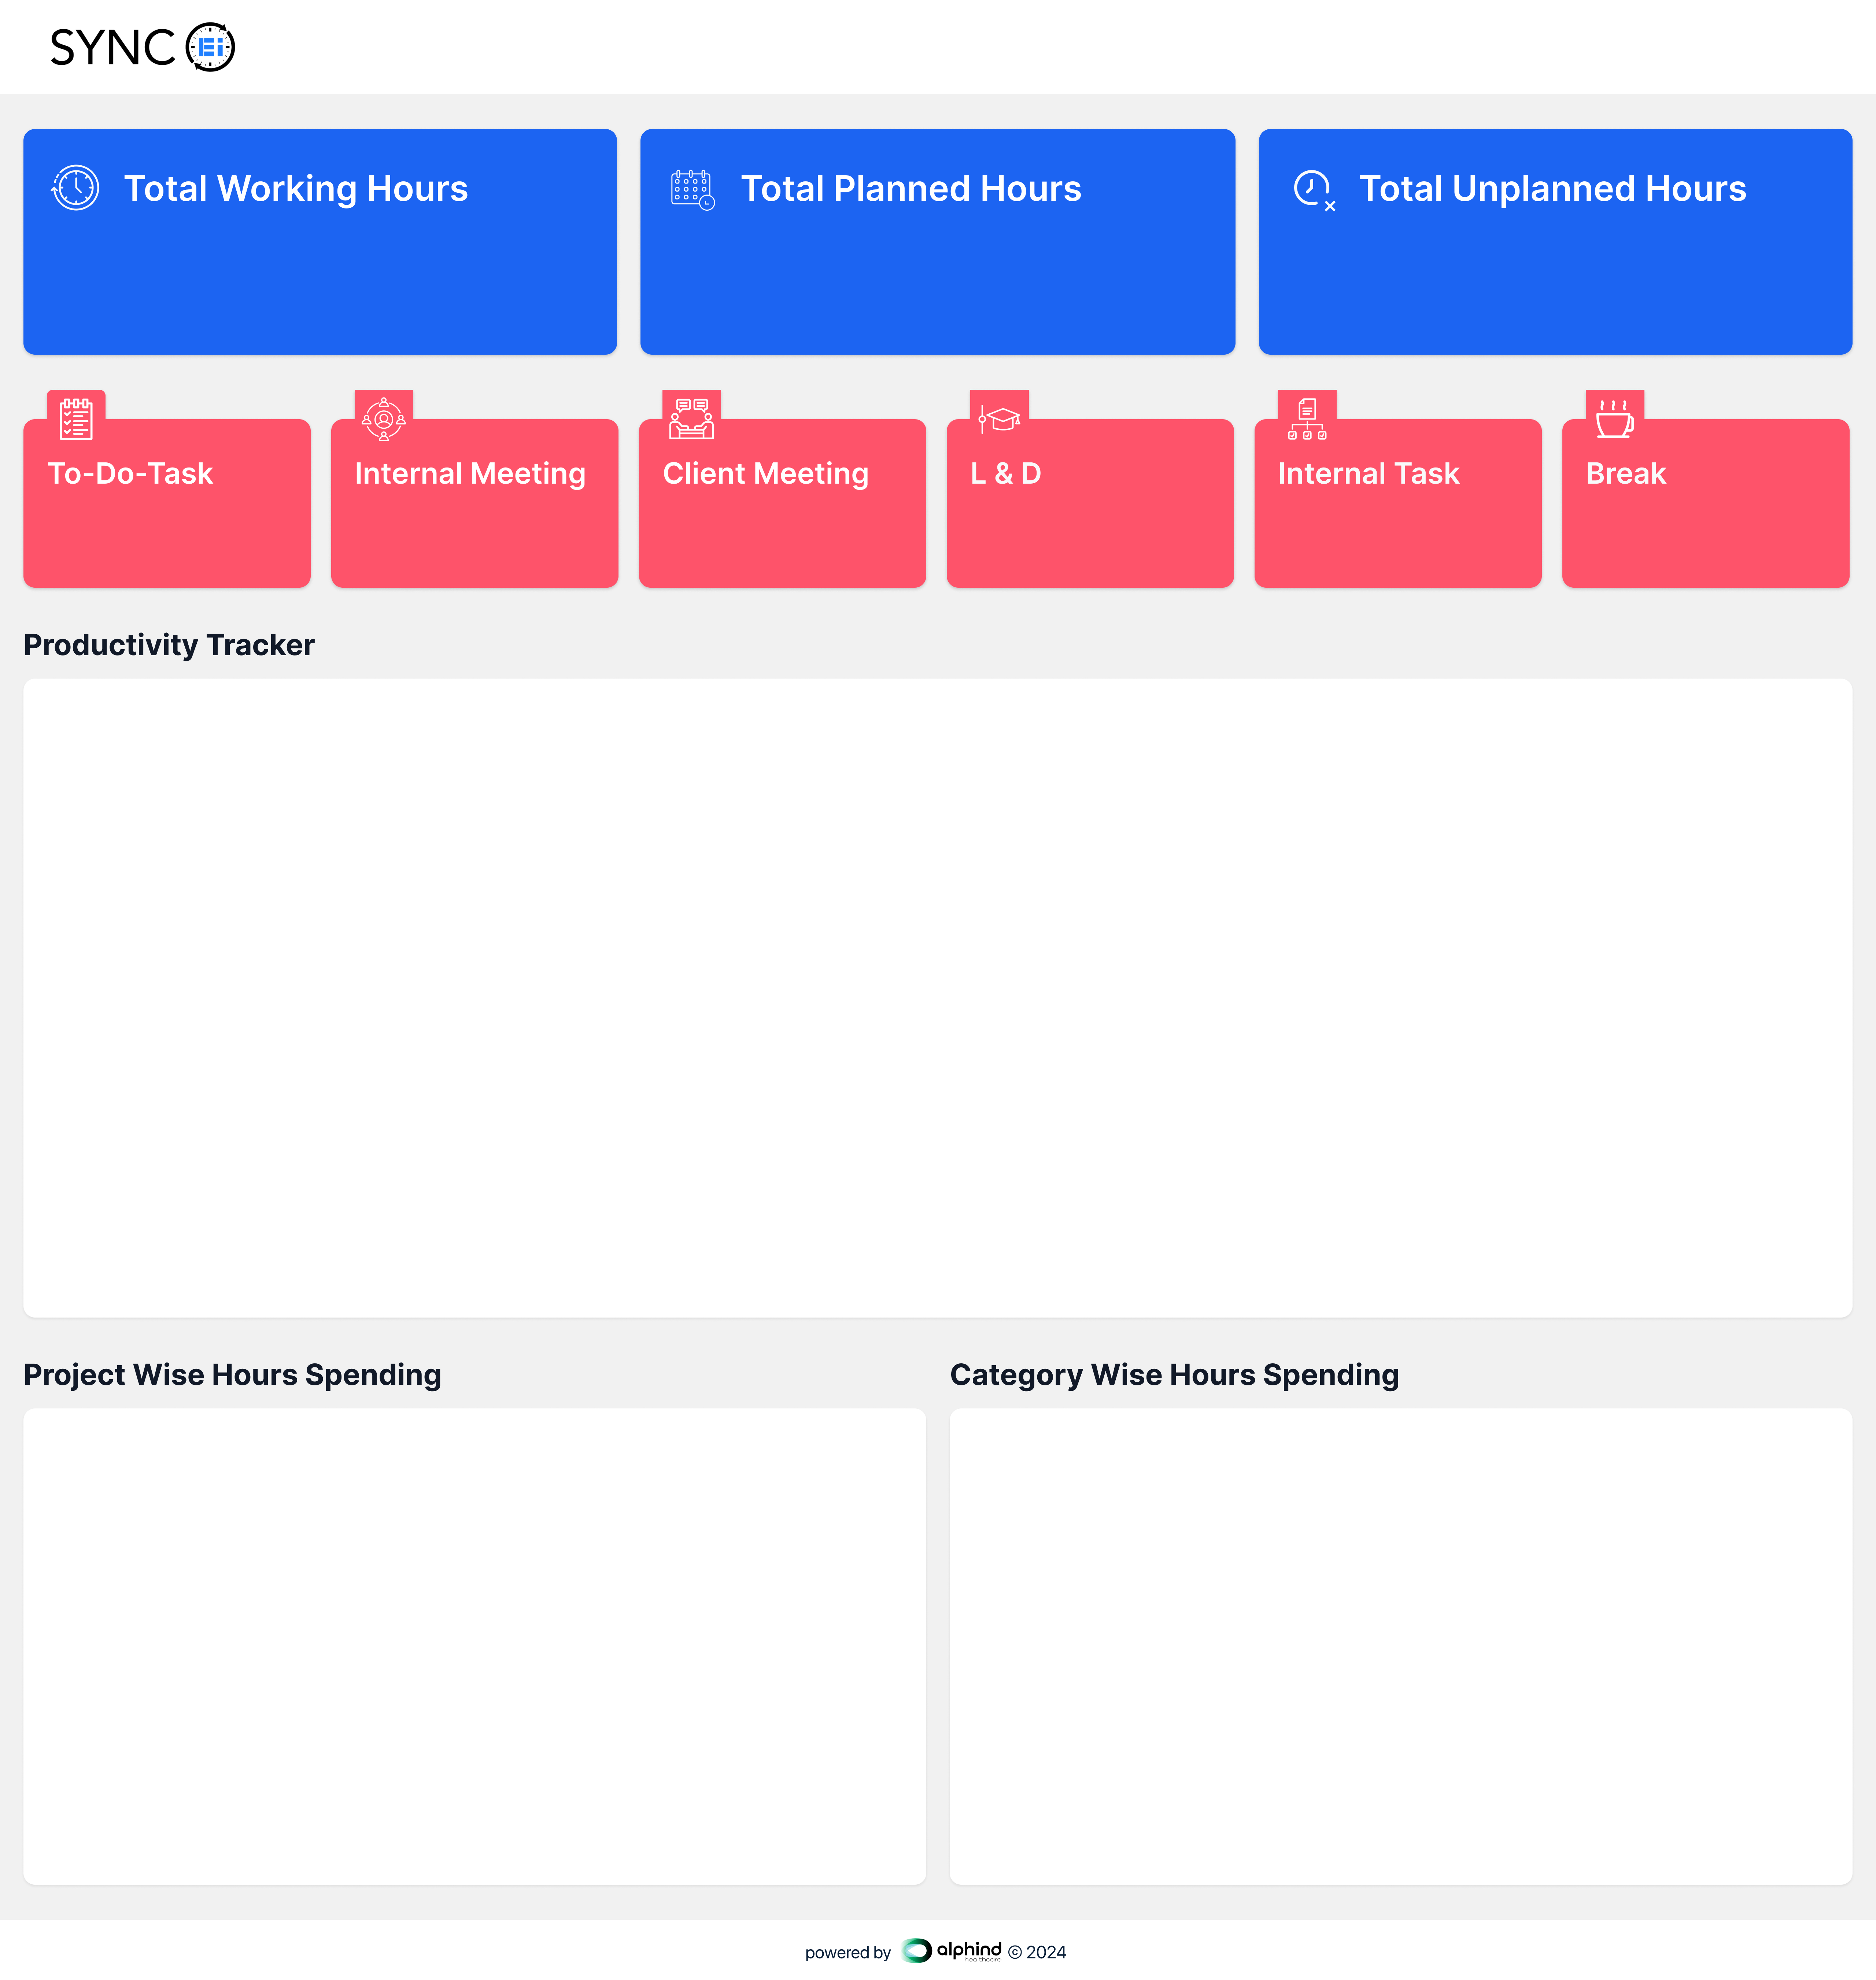 SYNC Ei
Total Working Hours
Total Planned Hours
Total Unplanned Hours
To-Do-Task
Internal Meeting
Client Meeting
L & D
Internal Task
Break
Productivity Tracker
Project Wise Hours Spending
Category Wise Hours Spending
powered by alphind healthcare © 2024